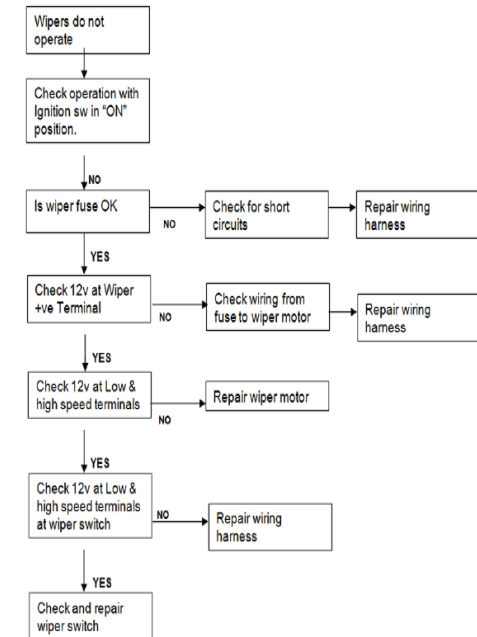 Wipers do not
operate
Check operation with
Ignition sw in "ON"
position.
NO
Is wiper fuse OK
NO
Check for short
circuits
Repair wiring
harness
YES
Check 12v at Wiper
+ve Terminal
NO
Check wiring from
fuse to wiper motor
Repair wiring
harness
YES
Check 12v at Low &
high speed terminals
NO
Repair wiper motor
YES
Check 12v at Low &
high speed terminals
at wiper switch
NO
Repair wiring
harness
YES
Check and repair
wiper switch